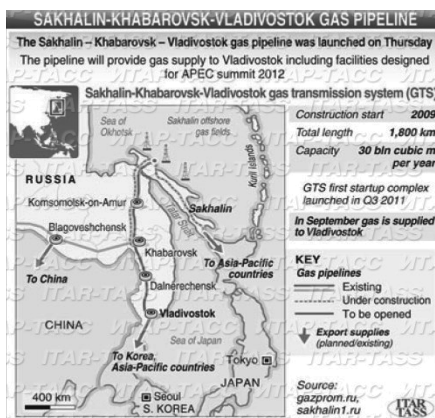 SAKHALIN-KHABAROVSK-VLADIVOSTOK GAS PIPELINE
The Sakhalin – Khabarovsk – Vladivostok gas pipeline was launched on Thursday
The pipeline will provide gas supply to Vladivostok including facilities designed
for APEC summit 2012
Sakhalin-Khabarovsk-Vladivostok gas transmission system (GTS)
Sea of
Okhotsk
Sakhalin offshore
gas fields
Kuril Islands
RUSSIA
Komsomolsk-on-Amur
Sakhalin
Blagoveshchensk
Khabarovsk
To China
To Asia-Pacific
countries
Dalnerechensk
Vladivostok
CHINA
Sea of Japan
To Korea,
Asia-Pacific countries
Tokyo
JAPAN
Seoul
S. KOREA
400 km
Construction start 2009
Total length 1,800 km
Capacity 30 bln cubic m
per year
GTS first startup complex
launched in Q3 2011
In September gas is supplied
to Vladivostok
KEY
Gas pipelines
Existing
Under construction
To be opened
Export supplies
(planned/existing)
Source:
gazprom.ru,
sakhalin1.ru
ITAR
TASS